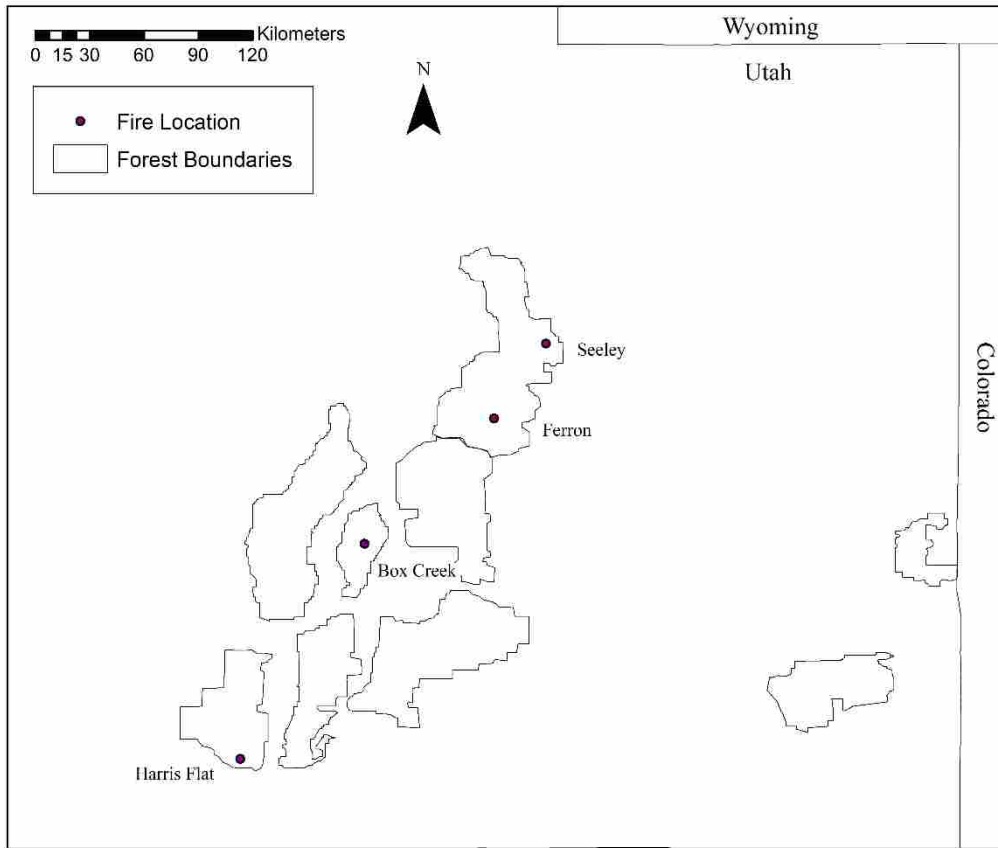 Wyoming
Kilometers
0 15 30 60 90 120
Utah
N
Fire Location
Forest Boundaries
Seeley
Colorado
Ferron
Box Creek
Harris Flat